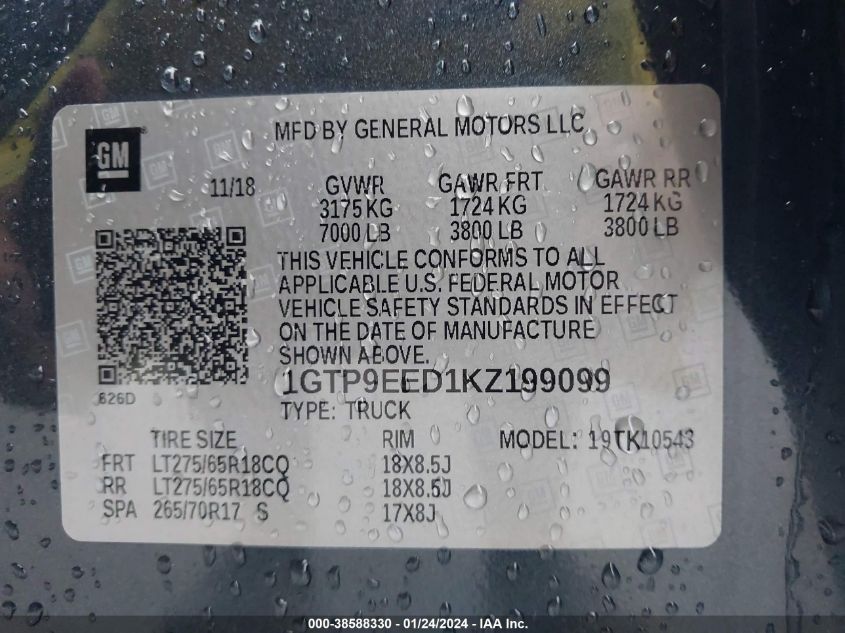 MFD BY GENERAL MOTORS LLC
GM
11/18 GVWR GAWR FRT GAWR RR
3175 KG 1724 KG 1724 KG
7000 LB 3800 LB 3800 LB
THIS VEHICLE CONFORMS TO ALL
APPLICABLE U.S. FEDERAL MOTOR
VEHICLE SAFETY STANDARDS IN EFFECT
ON THE DATE OF MANUFACTURE
SHOWN ABOVE.
1GTP9EED1KZ199099
826D
TYPE: TRUCK
TIRE SIZE RIM MODEL: 19TK10543
FRT LT275/65R18CQ 18X8.5J
RR LT275/65R18CQ 18X8.5J
SPA 265/70R17 S 17X8J
000-38588330 - 01/24/2024 - IAA, Inc.